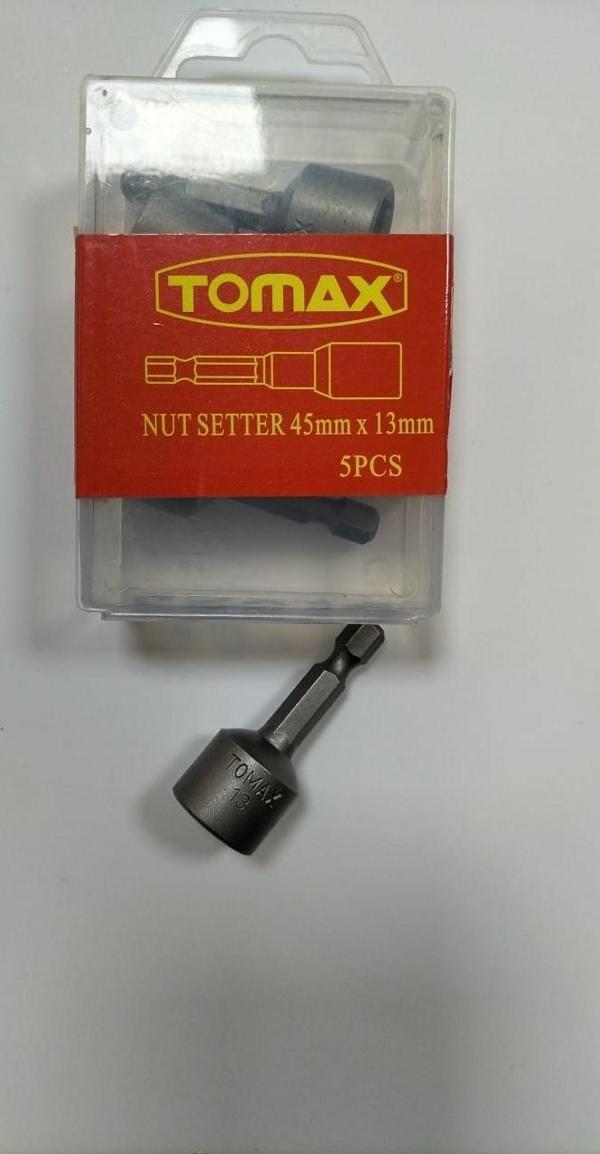 TOMAX®
NUT SETTER 45mm x 13mm
5PCS
TOMAX
13